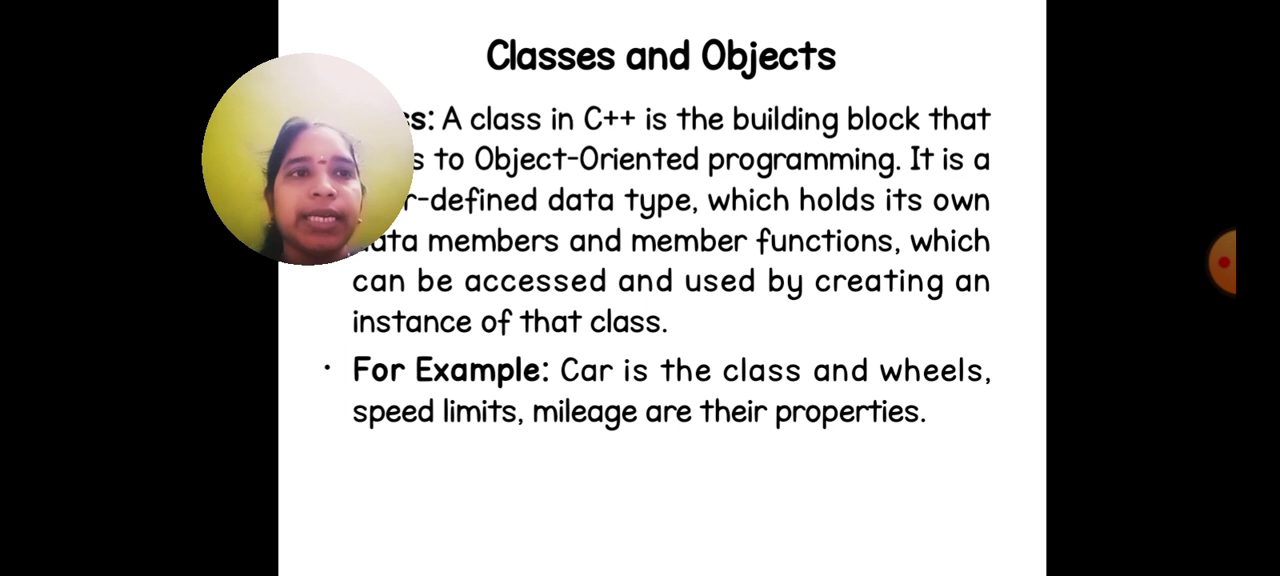 Classes and Objects
A class in C++ is the building block that
to Object-Oriented programming. It is a
data type, which holds its own
data members and member functions, which
can be accessed and used by creating an
instance of that class.
• For Example: Car is the class and wheels,
speed limits, mileage are their properties.